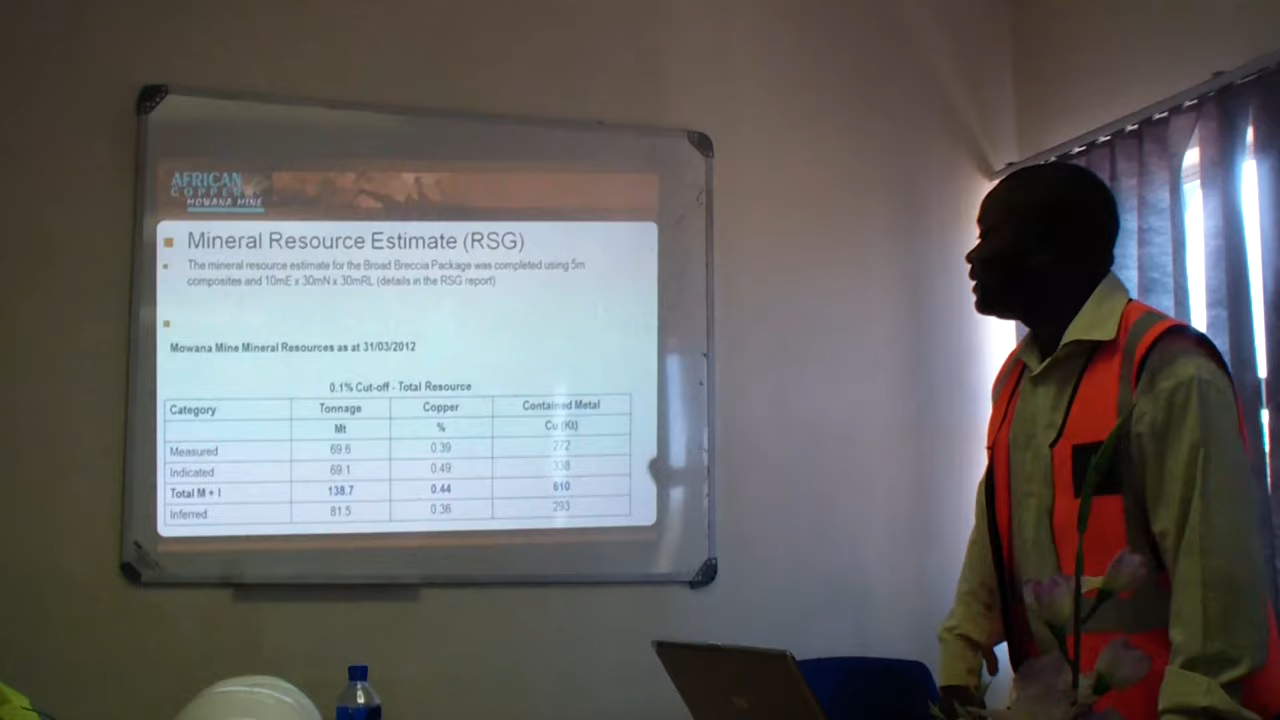 AFRICAN
COPPER
MOWANA MINE
Mineral Resource Estimate (RSG)
The mineral resource estimate for the Broad Breccia Package was completed using 5m
composites and 10mE x 30mN x 30mRL (details in the RSG report)
Mowana Mine Mineral Resources as at 31/03/2012
0.1% Cut-off - Total Resource
Category Tonnage Copper Contained Metal
Mt % Cu (Kt)
Measured 69.6 0.39 272
Indicated 69.1 0.49 338
Total M + I 138.7 0.44 610
Inferred 81.5 0.36 293